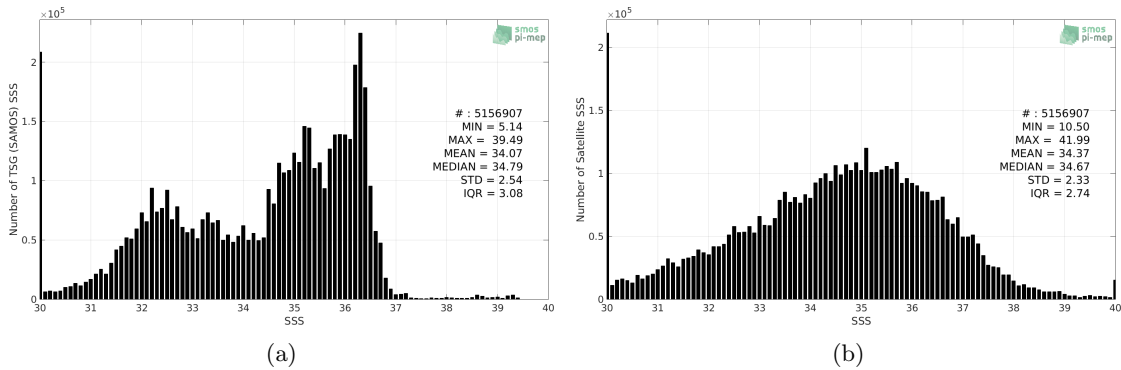 ×10⁵
2
1.5
1
0.5
0
Number of TSG (SAMOS) SSS
smos
pi-mep
# : 5156907
MIN = 5.14
MAX = 39.49
MEAN = 34.07
MEDIAN = 34.79
STD = 2.54
IQR = 3.08
30 31 32 33 34 35 36 37 38 39 40
SSS
(a)
×10⁵
2
1.5
1
0.5
0
Number of Satellite SSS
smos
pi-mep
# : 5156907
MIN = 10.50
MAX = 41.99
MEAN = 34.37
MEDIAN = 34.67
STD = 2.33
IQR = 2.74
30 31 32 33 34 35 36 37 38 39 40
SSS
(b)